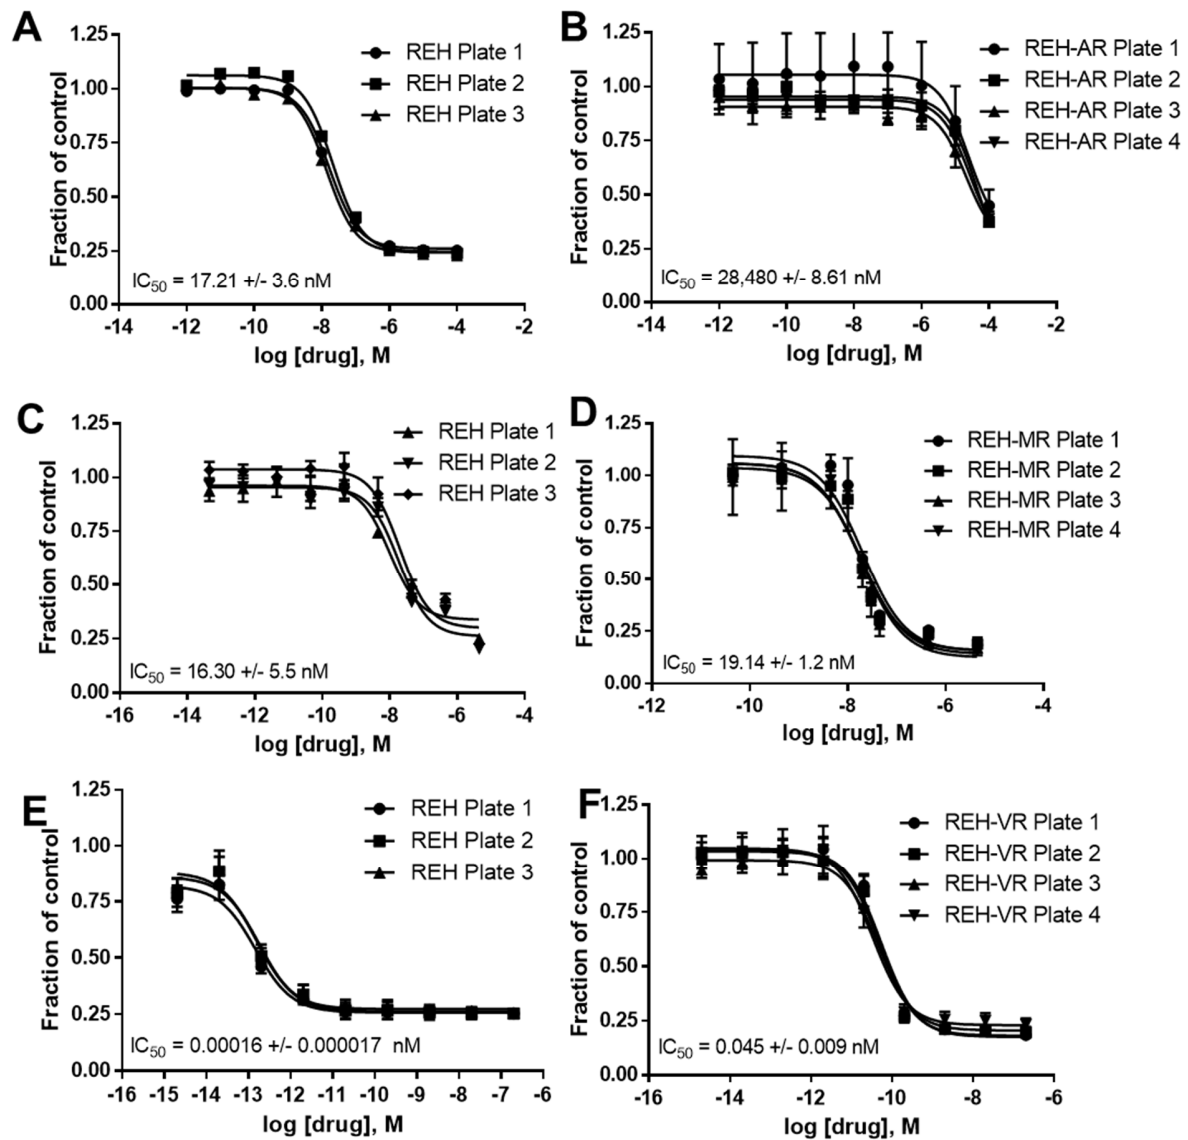 A
Fraction of control
1.25
1.00
0.75
0.50
0.25
0.00
REH Plate 1
REH Plate 2
REH Plate 3
IC50 = 17.21 +/- 3.6 nM
-14 -12 -10 -8 -6 -4 -2
log [drug], M
B
Fraction of control
1.25
1.00
0.75
0.50
0.25
0.00
REH-AR Plate 1
REH-AR Plate 2
REH-AR Plate 3
REH-AR Plate 4
IC50 = 28,480 +/- 8.61 nM
-14 -12 -10 -8 -6 -4 -2
log [drug], M
C
Fraction of control
1.25
1.00
0.75
0.50
0.25
0.00
REH Plate 1
REH Plate 2
REH Plate 3
IC50 = 16.30 +/- 5.5 nM
-16 -14 -12 -10 -8 -6 -4
log [drug], M
D
Fraction of control
1.25
1.00
0.75
0.50
0.25
0.00
REH-MR Plate 1
REH-MR Plate 2
REH-MR Plate 3
REH-MR Plate 4
IC50 = 19.14 +/- 1.2 nM
-12 -10 -8 -6 -4
log [drug], M
E
Fraction of control
1.25
1.00
0.75
0.50
0.25
0.00
REH Plate 1
REH Plate 2
REH Plate 3
IC50 = 0.00016 +/- 0.000017 nM
-16 -15 -14 -13 -12 -11 -10 -9 -8 -7 -6
log [drug], M
F
Fraction of control
1.25
1.00
0.75
0.50
0.25
0.00
REH-VR Plate 1
REH-VR Plate 2
REH-VR Plate 3
REH-VR Plate 4
IC50 = 0.045 +/- 0.009 nM
-16 -14 -12 -10 -8 -6
log [drug], M